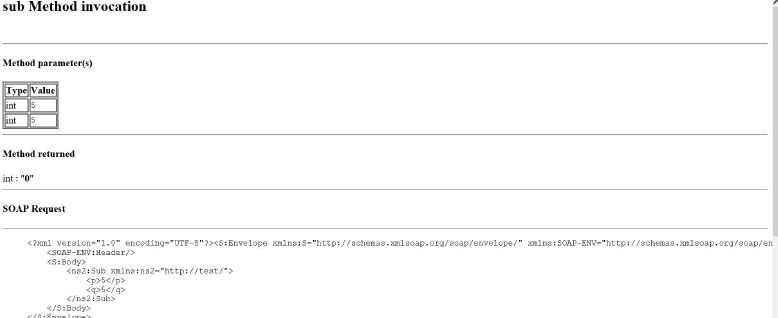 sub Method invocation
Method parameter(s)
Type Value
int 5
int 5
Method returned
int : "0"
SOAP Request
<?xml version="1.0" encoding="UTF-8"?><S:Envelope xmlns:S="http://schemas.xmlsoap.org/soap/envelope/" xmlns:SOAP-ENV="http://schemas.xmlsoap.org/soap/en
<SOAP-ENV:Header/>
<S:Body>
<ns2:Sub xmlns:ns2="http://test/">
<p>5</p>
<q>5</q>
</ns2:Sub>
</S:Body>
</S:Envelope>